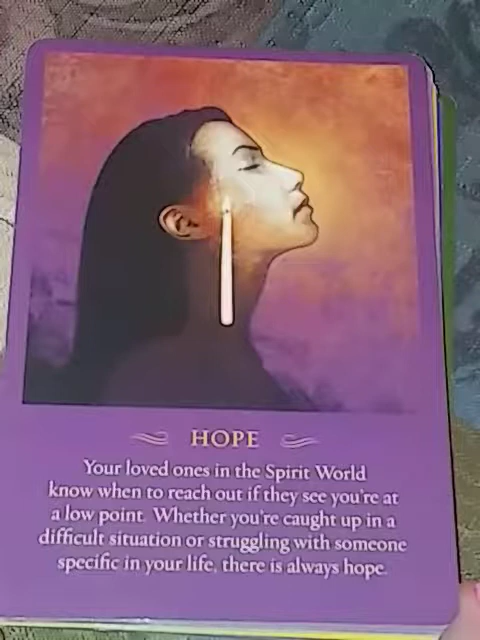 HOPE
Your loved ones in the Spirit World
know when to reach out if they see you're at
a low point. Whether you're caught up in a
difficult situation or struggling with someone
specific in your life, there is always hope.